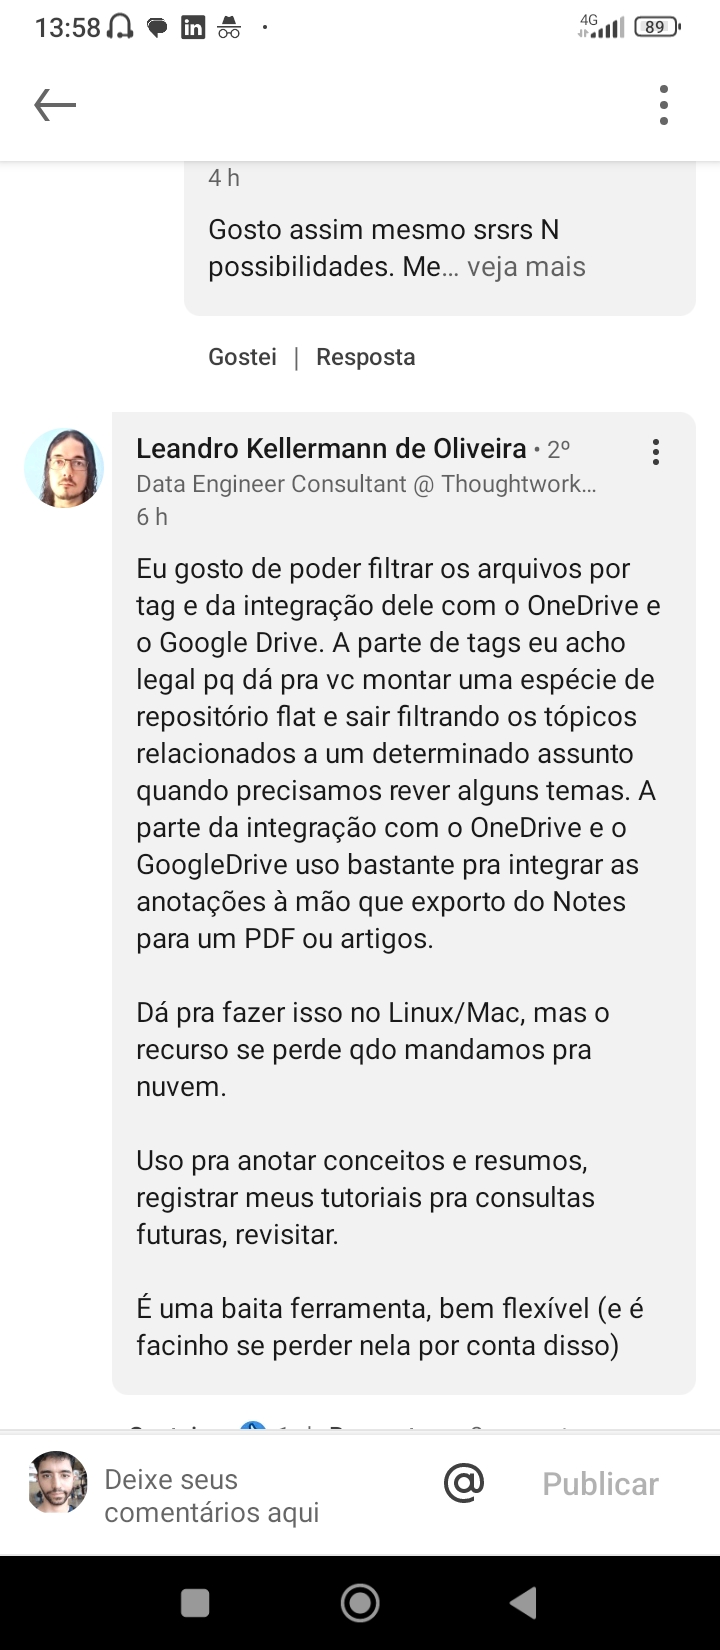 13:58
4G
89
4 h
Gosto assim mesmo srsrs N
possibilidades. Me... veja mais
Gostei | Resposta
Leandro Kellermann de Oliveira • 2º
Data Engineer Consultant @ Thoughtwork...
6 h
Eu gosto de poder filtrar os arquivos por
tag e da integração dele com o OneDrive e
o Google Drive. A parte de tags eu acho
legal pq dá pra vc montar uma espécie de
repositório flat e sair filtrando os tópicos
relacionados a um determinado assunto
quando precisamos rever alguns temas. A
parte da integração com o OneDrive e o
GoogleDrive uso bastante pra integrar as
anotações à mão que exporto do Notes
para um PDF ou artigos.
Dá pra fazer isso no Linux/Mac, mas o
recurso se perde qdo mandamos pra
nuvem.
Uso pra anotar conceitos e resumos,
registrar meus tutoriais pra consultas
futuras, revisitar.
É uma baita ferramenta, bem flexível (e é
facinho se perder nela por conta disso)
Deixe seus
comentários aqui
@
Publicar